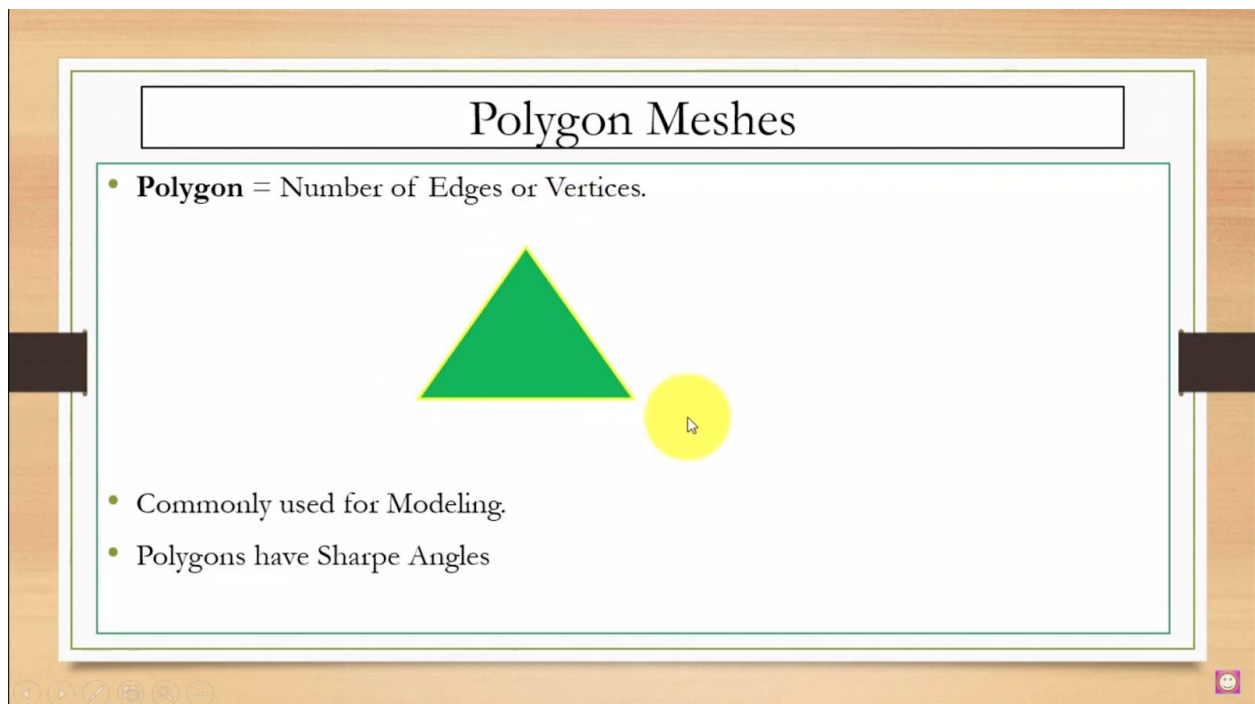 Polygon Meshes
Polygon = Number of Edges or Vertices.
Commonly used for Modeling.
Polygons have Sharpe Angles